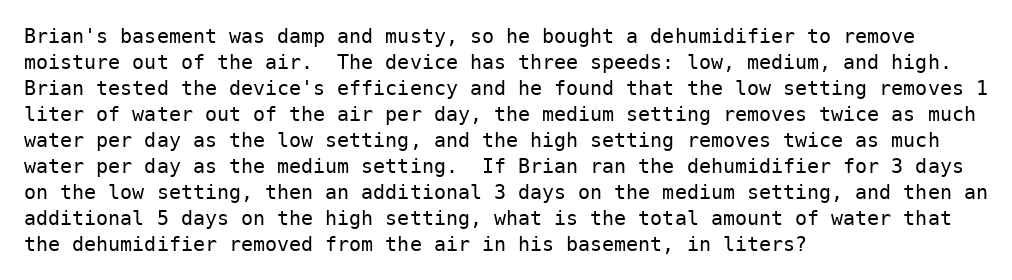 Brian's basement was damp and musty, so he bought a dehumidifier to remove
moisture out of the air.  The device has three speeds: low, medium, and high.
Brian tested the device's efficiency and he found that the low setting removes 1
liter of water out of the air per day, the medium setting removes twice as much
water per day as the low setting, and the high setting removes twice as much
water per day as the medium setting.  If Brian ran the dehumidifier for 3 days
on the low setting, then an additional 3 days on the medium setting, and then an
additional 5 days on the high setting, what is the total amount of water that
the dehumidifier removed from the air in his basement, in liters?